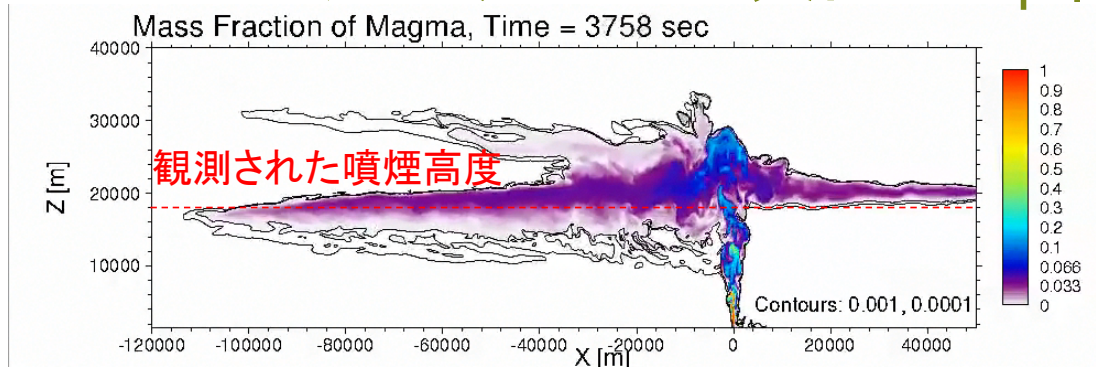 Mass Fraction of Magma, Time = 3758 sec
40000
30000
20000
10000
Z [m]
観測された噴煙高度
Contours: 0.001, 0.0001
-120000 -100000 -80000 -60000 -40000 -20000 0 20000 40000
X [m]
1
0.9
0.8
0.7
0.6
0.5
0.4
0.3
0.2
0.1
0.066
0.033
0